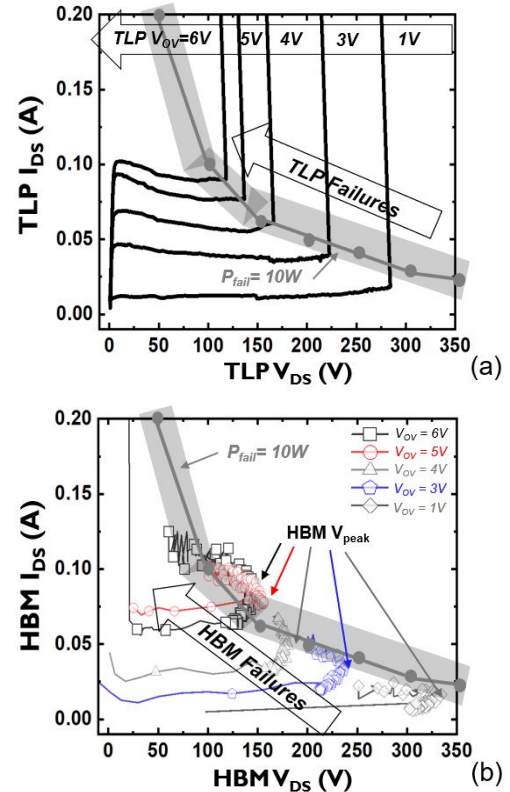 TLP V_OV=6V 5V 4V 3V 1V
0.20
0.15
0.10
0.05
0.00
TLP I_DS (A)
TLP Failures
P_fail= 10W
0 50 100 150 200 250 300 350
TLP V_DS (V)
(a)
0.20
0.15
0.10
0.05
0.00
HBM I_DS (A)
P_fail= 10W
V_OV = 6V
V_OV = 5V
V_OV = 4V
V_OV = 3V
V_OV = 1V
HBM V_peak
HBM Failures
0 50 100 150 200 250 300 350
HBM V_DS (V)
(b)